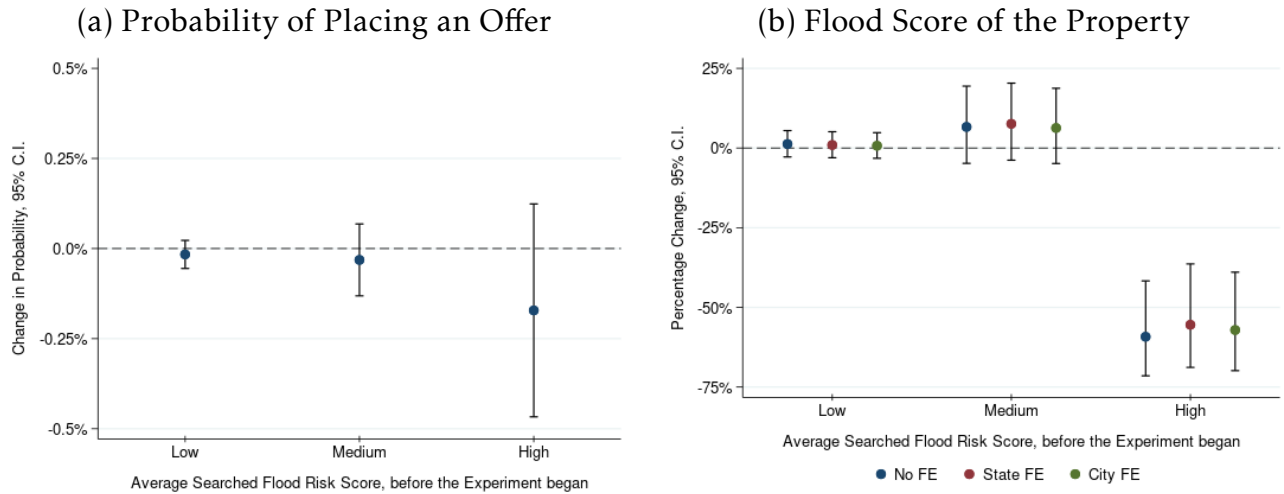 (a) Probability of Placing an Offer
0.5%
0.25%
0.0%
-0.25%
-0.5%
Change in Probability, 95% C.I.
Low Medium High
Average Searched Flood Risk Score, before the Experiment began
(b) Flood Score of the Property
25%
0%
-25%
-50%
-75%
Percentage Change, 95% C.I.
Low Medium High
Average Searched Flood Risk Score, before the Experiment began
No FE State FE City FE